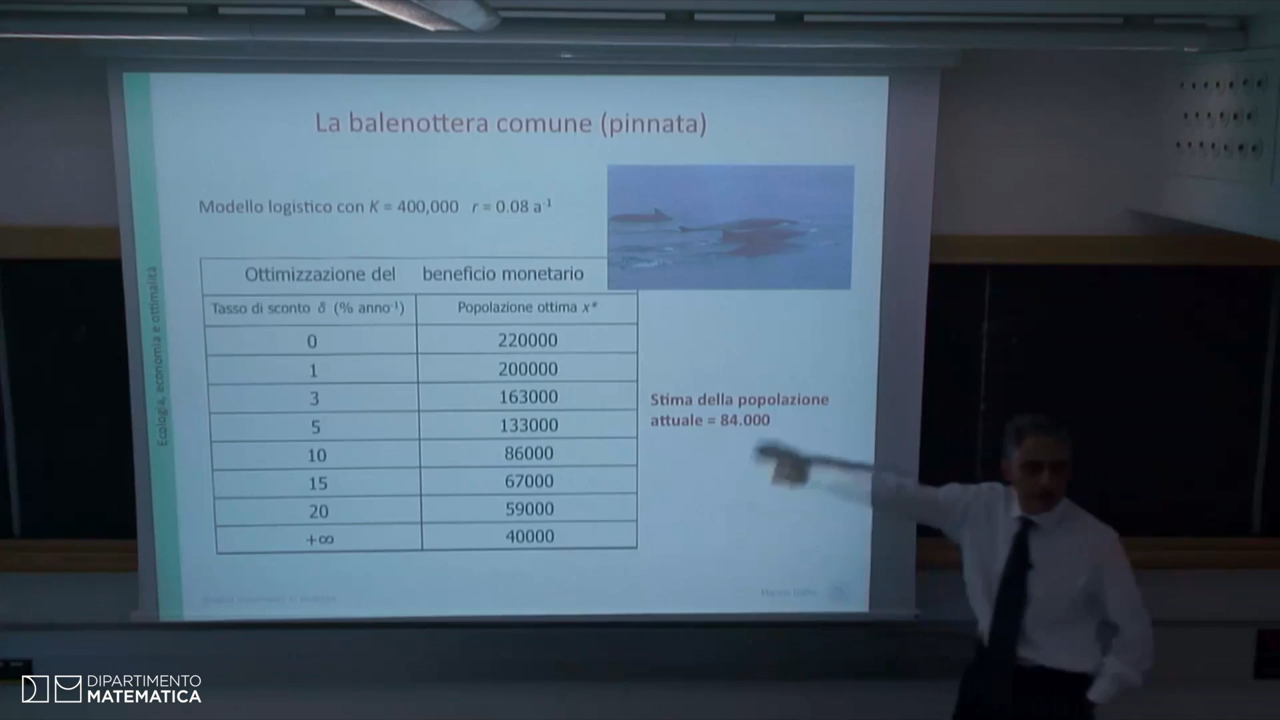 La balenottera comune (pinnata)
Modello logistico con K = 400,000 r = 0.08 a⁻¹
Ottimizzazione del beneficio monetario
Tasso di sconto δ (% anno⁻¹) Popolazione ottima x*
0 220000
1 200000
3 163000
5 133000
10 86000
15 67000
20 59000
+∞ 40000
Stima della popolazione
attuale = 84.000
Ecologia, economia e ottimalità
DIPARTIMENTO
MATEMATICA